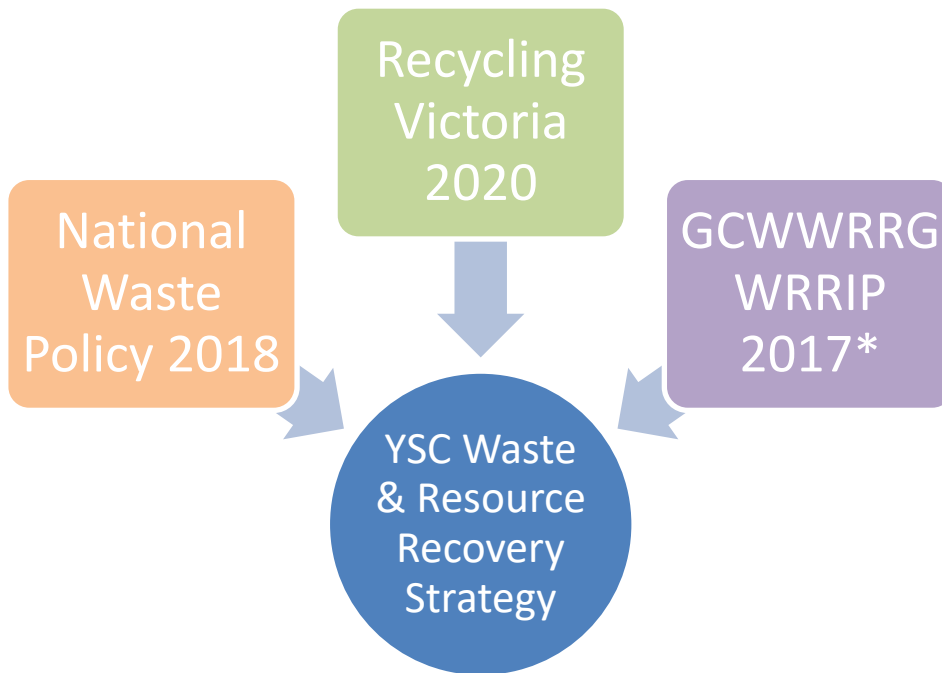 Recycling
Victoria
2020
National
Waste
Policy 2018
GCWWRRG
WRRIP
2017*
YSC Waste
& Resource
Recovery
Strategy